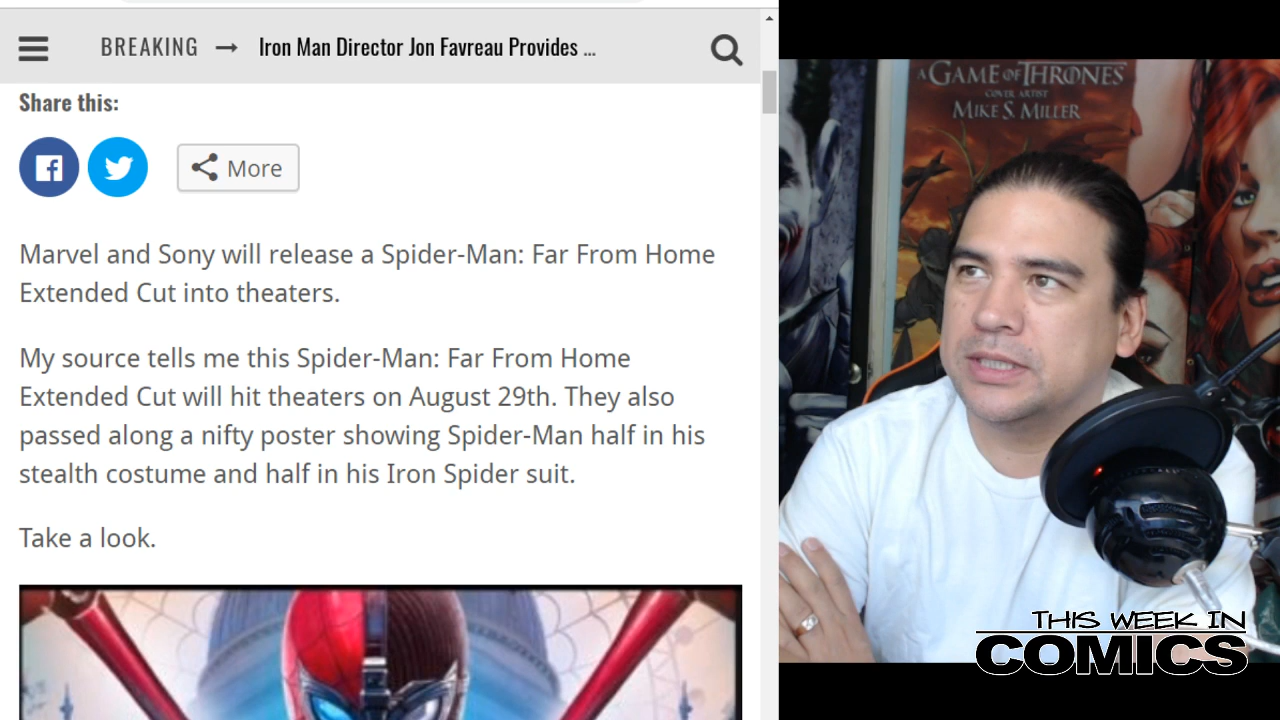 BREAKING → Iron Man Director Jon Favreau Provides ...
Share this:
More
Marvel and Sony will release a Spider-Man: Far From Home
Extended Cut into theaters.
My source tells me this Spider-Man: Far From Home
Extended Cut will hit theaters on August 29th. They also
passed along a nifty poster showing Spider-Man half in his
stealth costume and half in his Iron Spider suit.
Take a look.
A GAME OF THRONES
COVER ARTIST
MIKE S. MILLER
THIS WEEK IN
COMICS